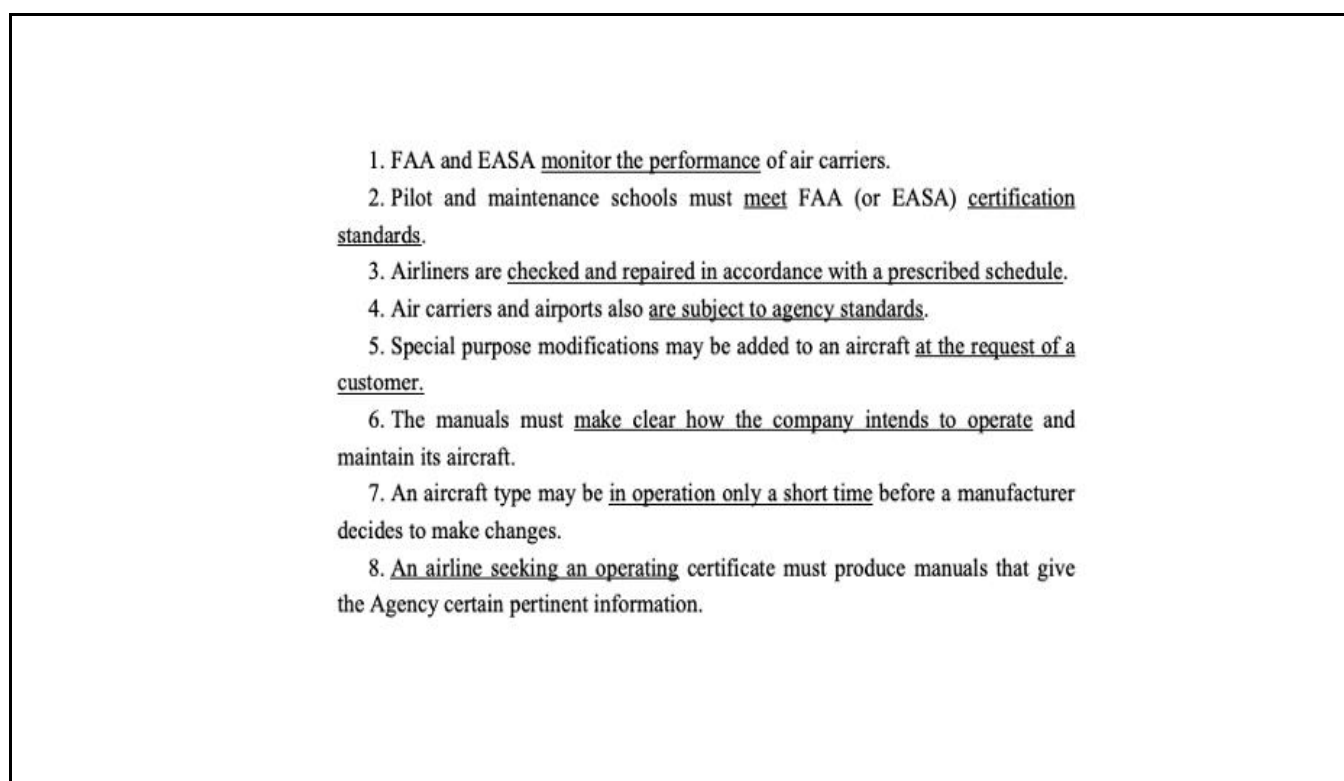 1. FAA and EASA monitor the performance of air carriers.
2. Pilot and maintenance schools must meet FAA (or EASA) certification
standards.
3. Airliners are checked and repaired in accordance with a prescribed schedule.
4. Air carriers and airports also are subject to agency standards.
5. Special purpose modifications may be added to an aircraft at the request of a
customer.
6. The manuals must make clear how the company intends to operate and
maintain its aircraft.
7. An aircraft type may be in operation only a short time before a manufacturer
decides to make changes.
8. An airline seeking an operating certificate must produce manuals that give
the Agency certain pertinent information.